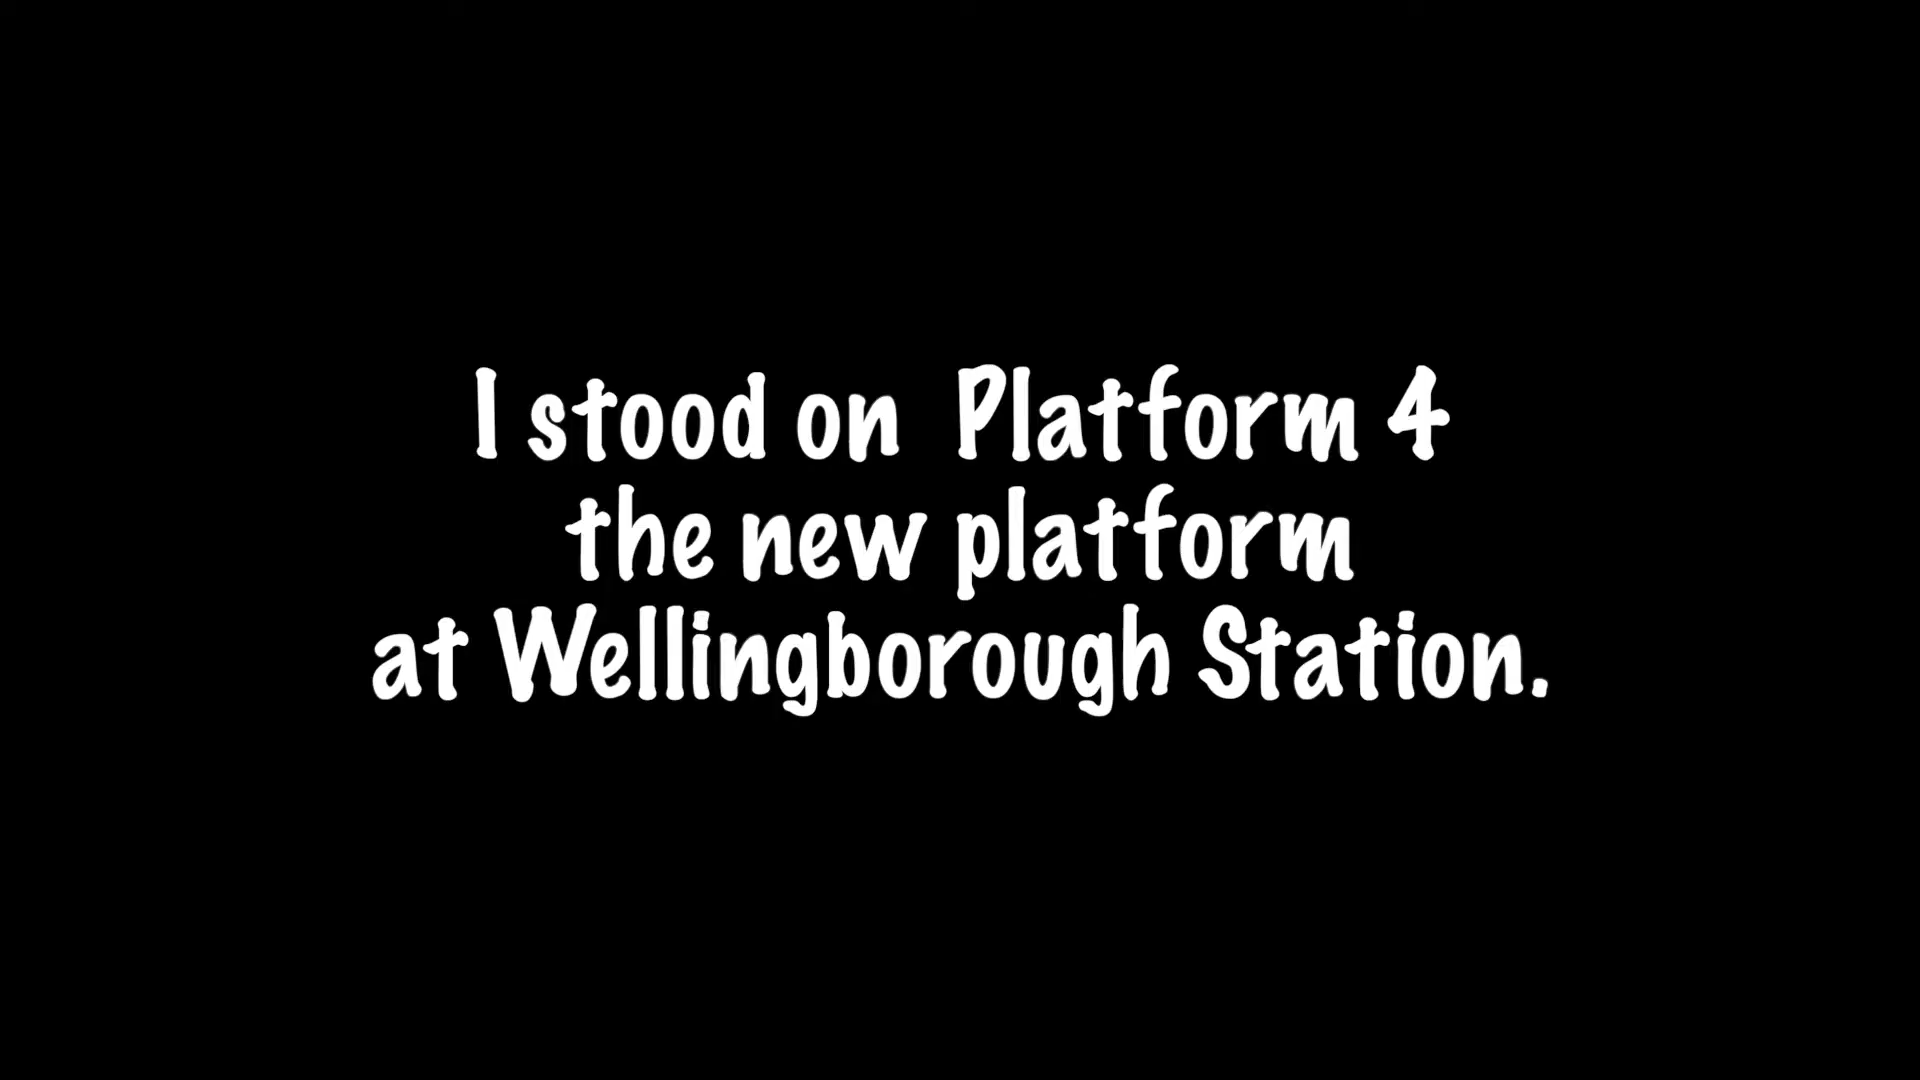 I stood on  Platform 4
the new platform
at Wellingborough Station.